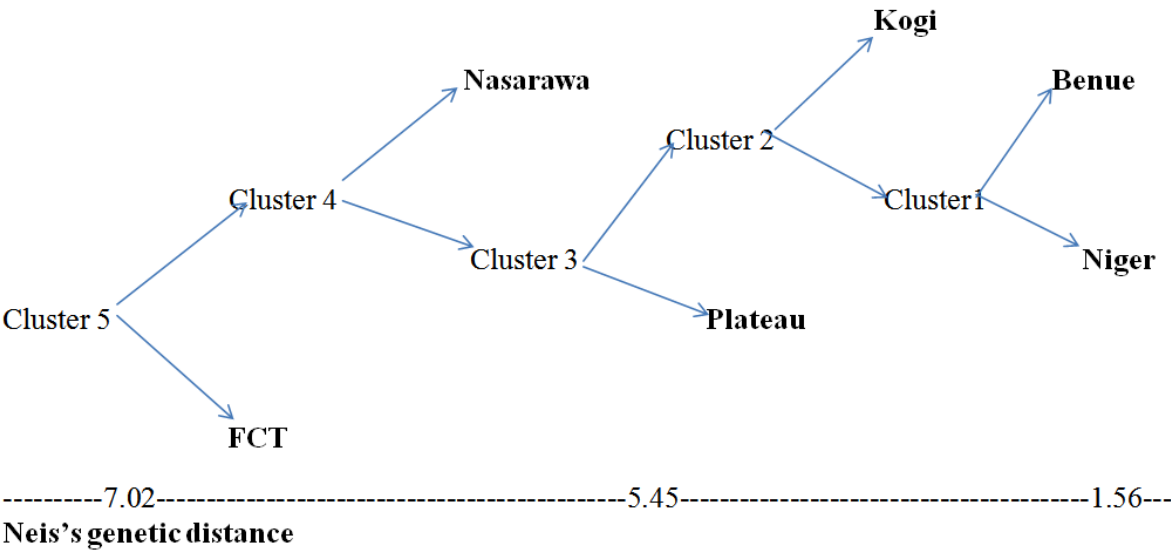 Kogi
Nasarawa
Benue
Cluster 2
Cluster 4
Cluster1
Cluster 3
Niger
Cluster 5
Plateau
FCT
----------7.02-----------------------------------------------5.45-----------------------------------------1.56---
Neis’s genetic distance